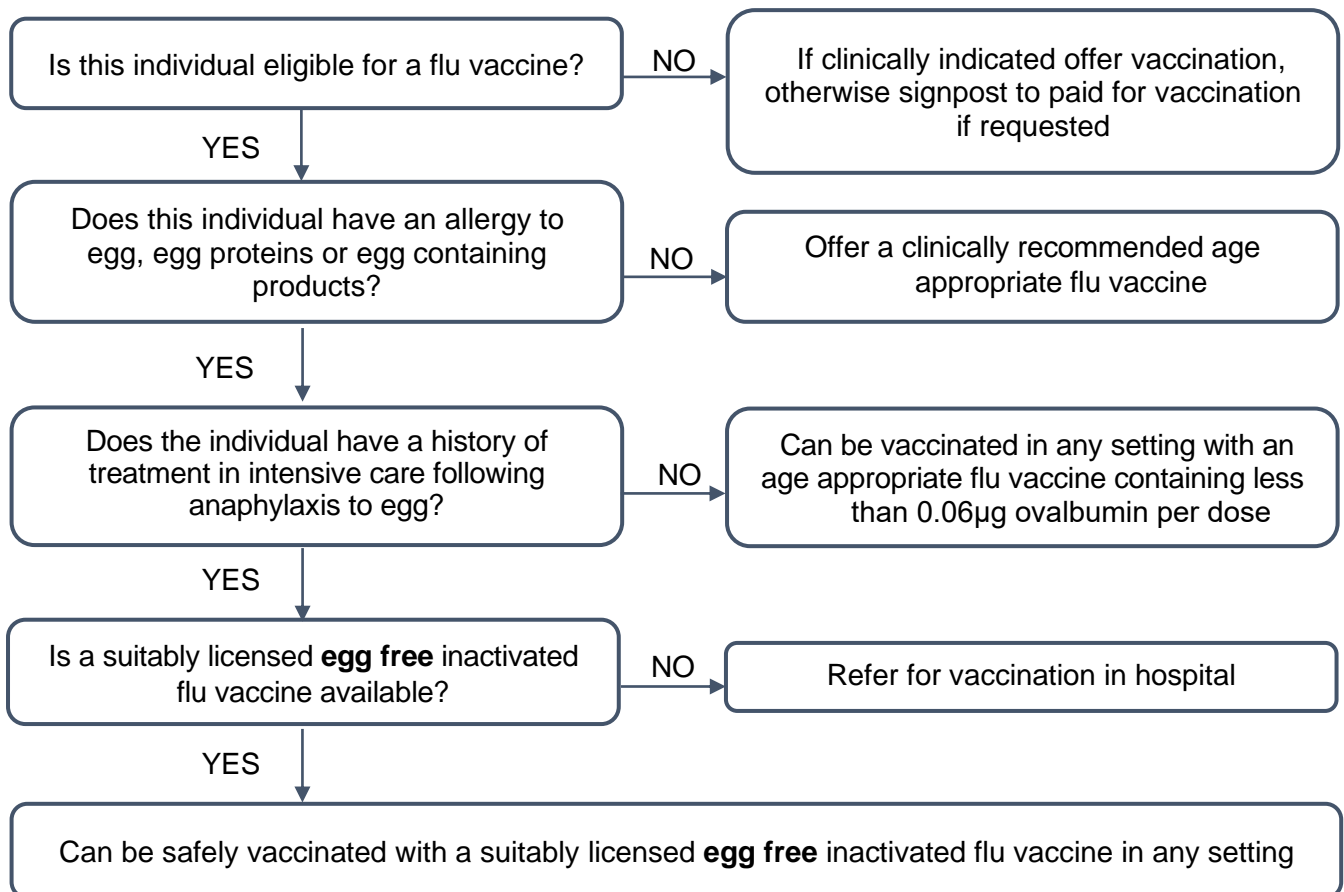 Is this individual eligible for a flu vaccine?
NO
If clinically indicated offer vaccination,
otherwise signpost to paid for vaccination
if requested
YES
Does this individual have an allergy to
egg, egg proteins or egg containing
products?
NO
Offer a clinically recommended age
appropriate flu vaccine
YES
Does the individual have a history of
treatment in intensive care following
anaphylaxis to egg?
NO
Can be vaccinated in any setting with an
age appropriate flu vaccine containing less
than 0.06µg ovalbumin per dose
YES
Is a suitably licensed egg free inactivated
flu vaccine available?
NO
Refer for vaccination in hospital
YES
Can be safely vaccinated with a suitably licensed egg free inactivated flu vaccine in any setting